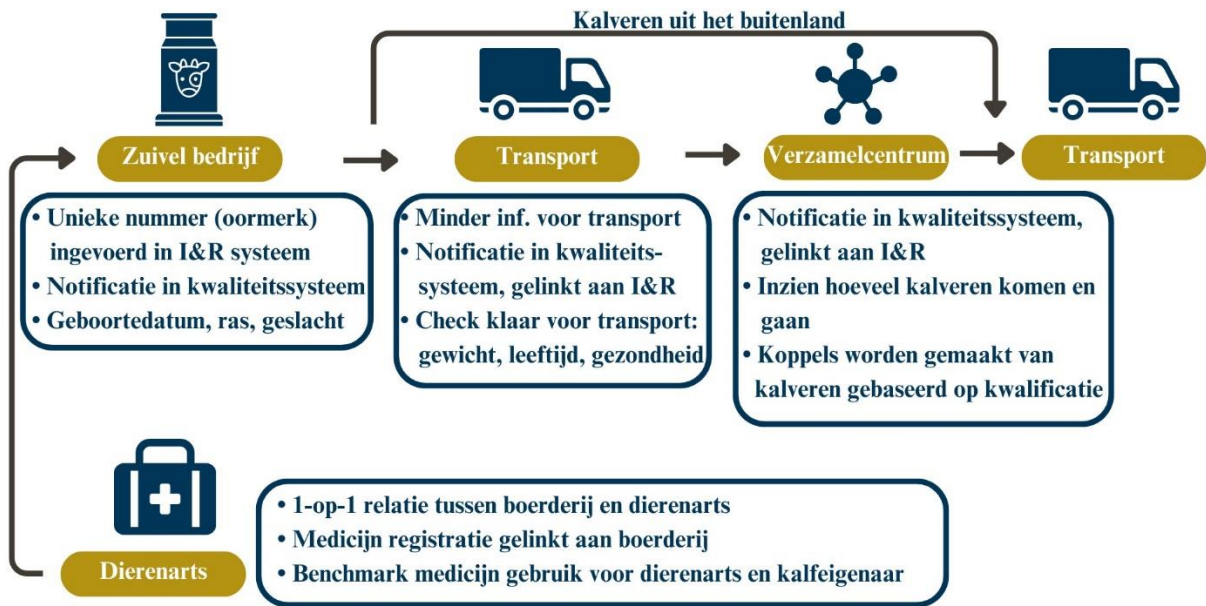 Kalveren uit het buitenland
Zuivel bedrijf
Transport
Verzamelcentrum
Transport
• Unieke nummer (oormerk)
ingevoerd in I&R systeem
• Notificatie in kwaliteitssysteem
• Geboortedatum, ras, geslacht
• Minder inf. voor transport
• Notificatie in kwaliteits-
systeem, gelinkt aan I&R
• Check klaar voor transport:
gewicht, leeftijd, gezondheid
• Notificatie in kwaliteitssysteem,
gelinkt aan I&R
• Inzien hoeveel kalveren komen en
gaan
• Koppels worden gemaakt van
kalveren gebaseerd op kwalificatie
Dierenarts
• 1-op-1 relatie tussen boerderij en dierenarts
• Medicijn registratie gelinkt aan boerderij
• Benchmark medicijn gebruik voor dierenarts en kalfeigenaar